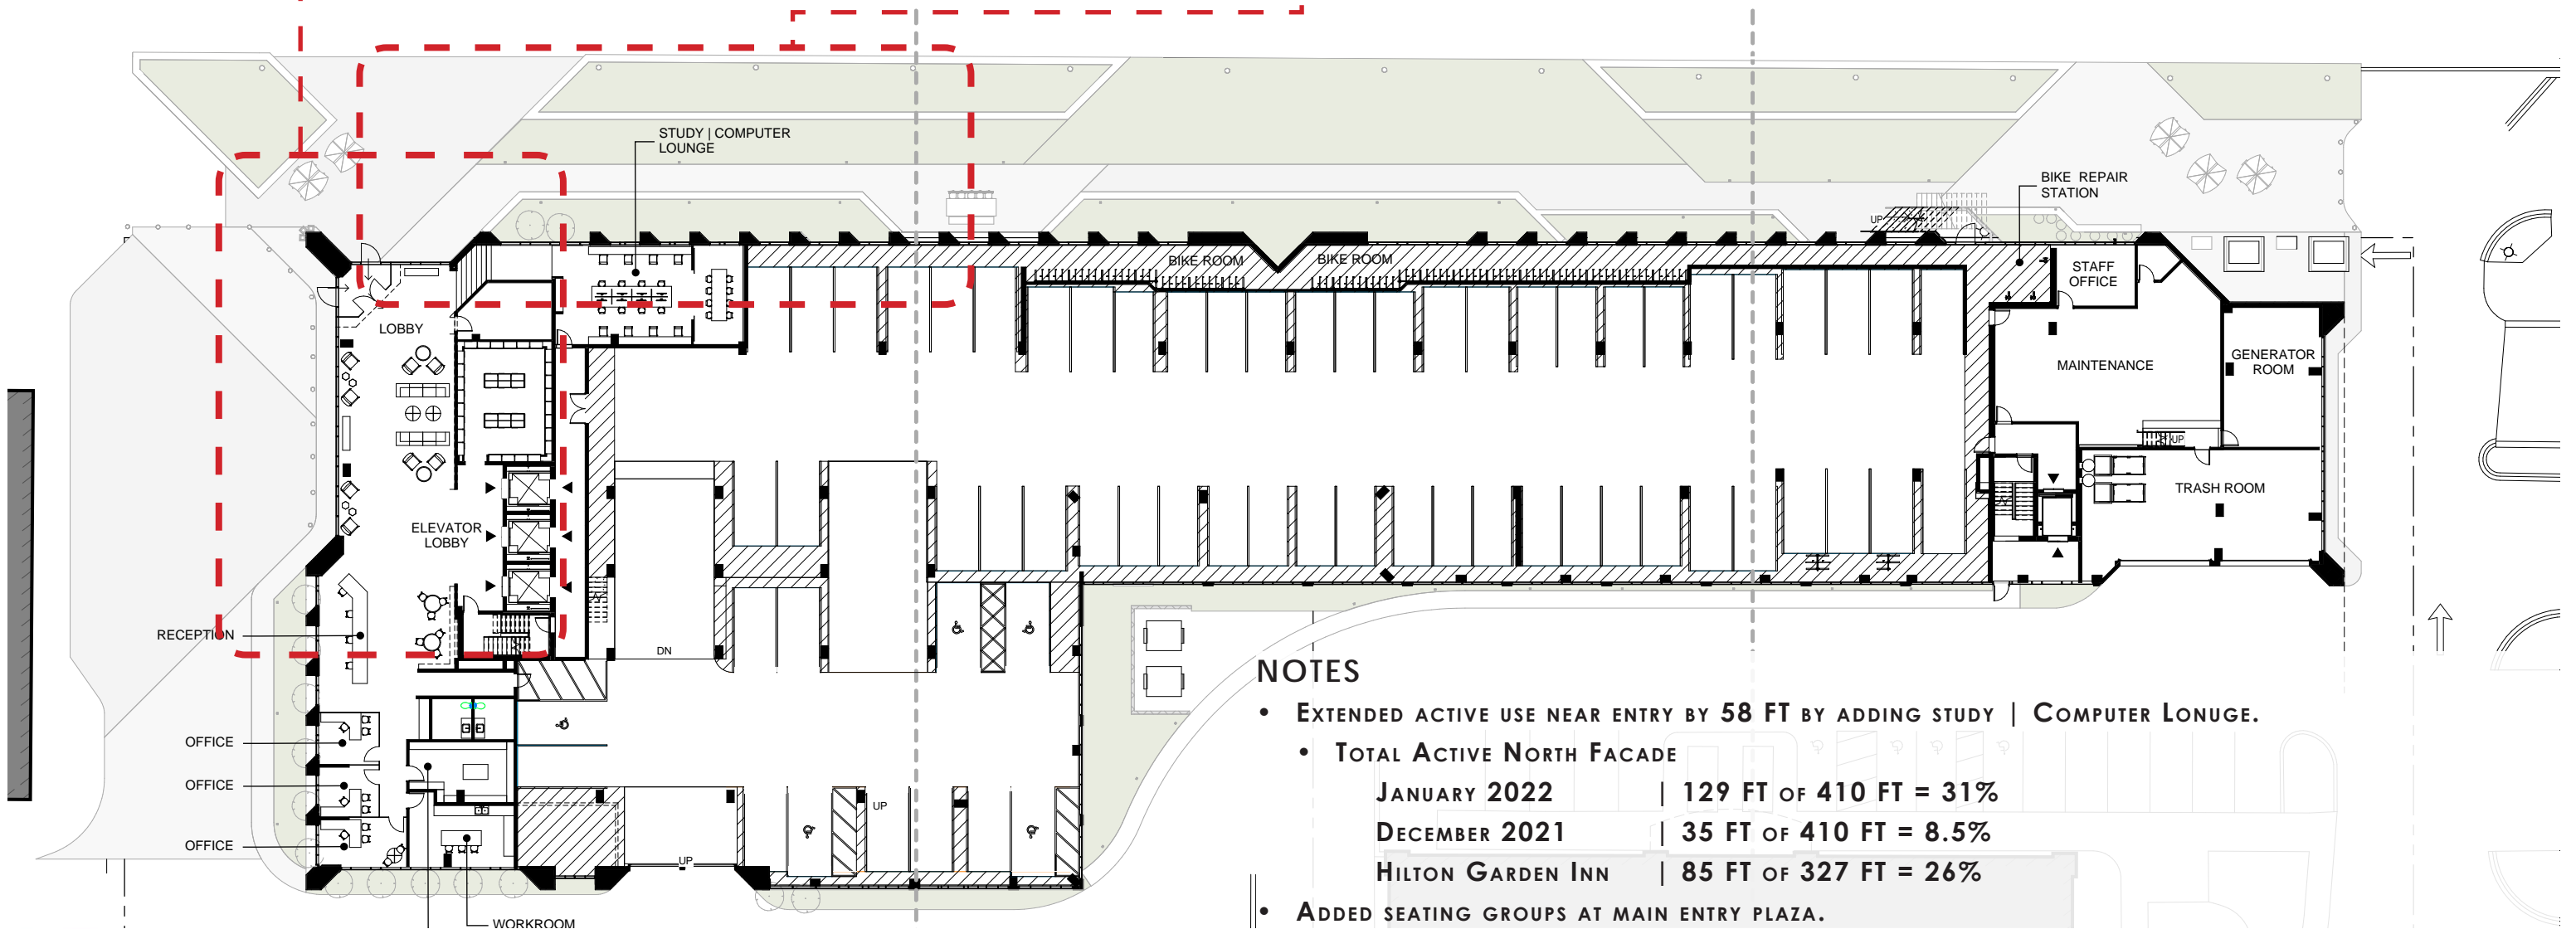 STUDY | COMPUTER
LOUNGE
BIKE REPAIR
STATION
UP
BIKE ROOM
BIKE ROOM
STAFF
OFFICE
LOBBY
GENERATOR
ROOM
MAINTENANCE
UP
TRASH ROOM
ELEVATOR
LOBBY
RECEPTION
DN
OFFICE
OFFICE
UP
OFFICE
UP
WORKROOM
NOTES
• EXTENDED ACTIVE USE NEAR ENTRY BY 58 FT BY ADDING STUDY | COMPUTER LONUGE.
• TOTAL ACTIVE NORTH FACADE
JANUARY 2022 | 129 FT OF 410 FT = 31%
DECEMBER 2021 | 35 FT OF 410 FT = 8.5%
HILTON GARDEN INN | 85 FT OF 327 FT = 26%
• ADDED SEATING GROUPS AT MAIN ENTRY PLAZA.